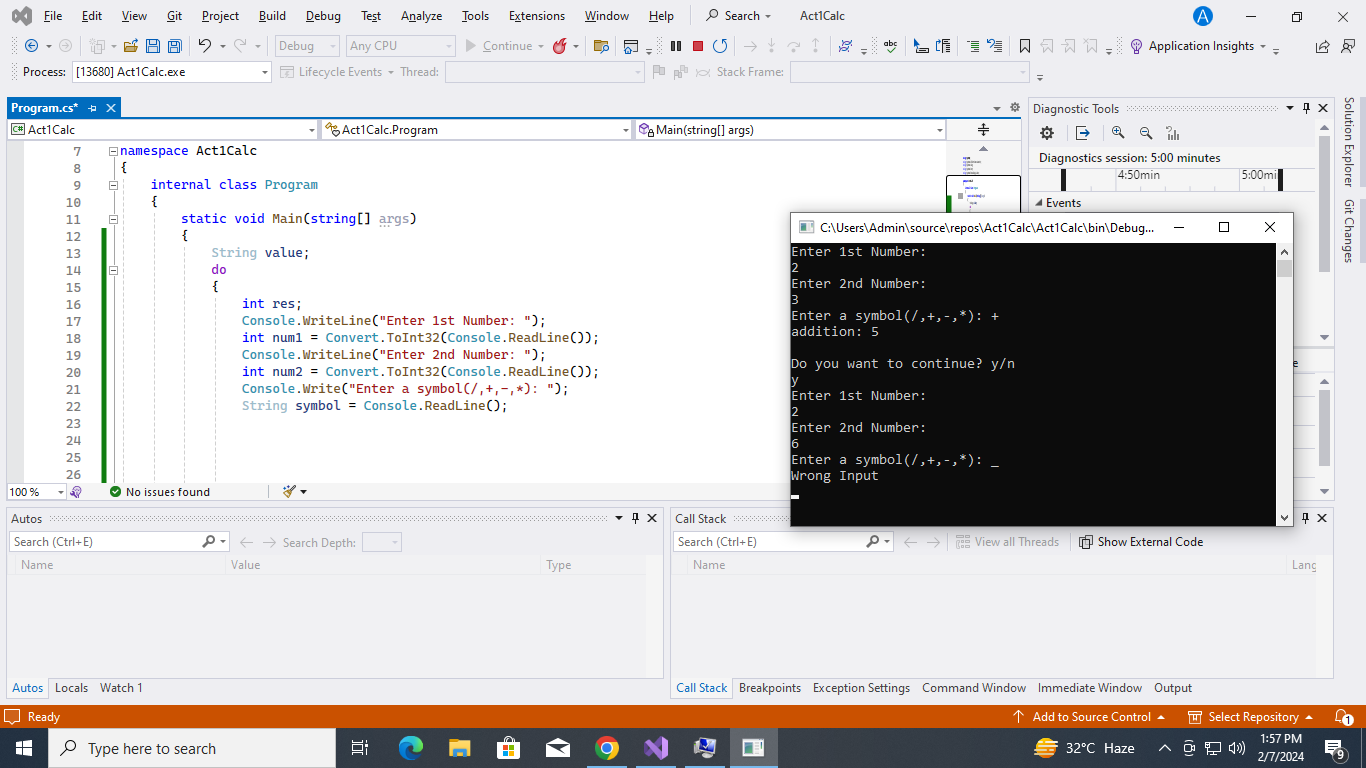 File Edit View Git Project Build Debug Test Analyze Tools Extensions Window Help Search Act1Calc A
Debug Any CPU Continue Application Insights
Process: [13680] Act1Calc.exe Lifecycle Events Thread: Stack Frame:
Program.cs*
C# Act1Calc Act1Calc.Program Main(string[] args)
7 namespace Act1Calc
8 {
9 internal class Program
10 {
11 static void Main(string[] args)
12 {
13 String value;
14 do
15 {
16 int res;
17 Console.WriteLine("Enter 1st Number: ");
18 int num1 = Convert.ToInt32(Console.ReadLine());
19 Console.WriteLine("Enter 2nd Number: ");
20 int num2 = Convert.ToInt32(Console.ReadLine());
21 Console.Write("Enter a symbol(/,+,-,*): ");
22 String symbol = Console.ReadLine();
23
24
25
26
100 % No issues found
Diagnostic Tools
Diagnostics session: 5:00 minutes
4:50min 5:00mi
Events
Solution Explorer
Git Changes
C:\Users\Admin\source\repos\Act1Calc\Act1Calc\bin\Debug...
Enter 1st Number:
2
Enter 2nd Number:
3
Enter a symbol(/,+,-,*): +
addition: 5
Do you want to continue? y/n
y
Enter 1st Number:
2
Enter 2nd Number:
6
Enter a symbol(/,+,-,*): _
Wrong Input
Autos
Search (Ctrl+E) Search Depth:
Name Value Type
Autos Locals Watch 1
Call Stack
Search (Ctrl+E) View all Threads Show External Code
Name Lang
Call Stack Breakpoints Exception Settings Command Window Immediate Window Output
Ready Add to Source Control Select Repository 1
Type here to search 32°C Haze 1:57 PM
2/7/2024 9